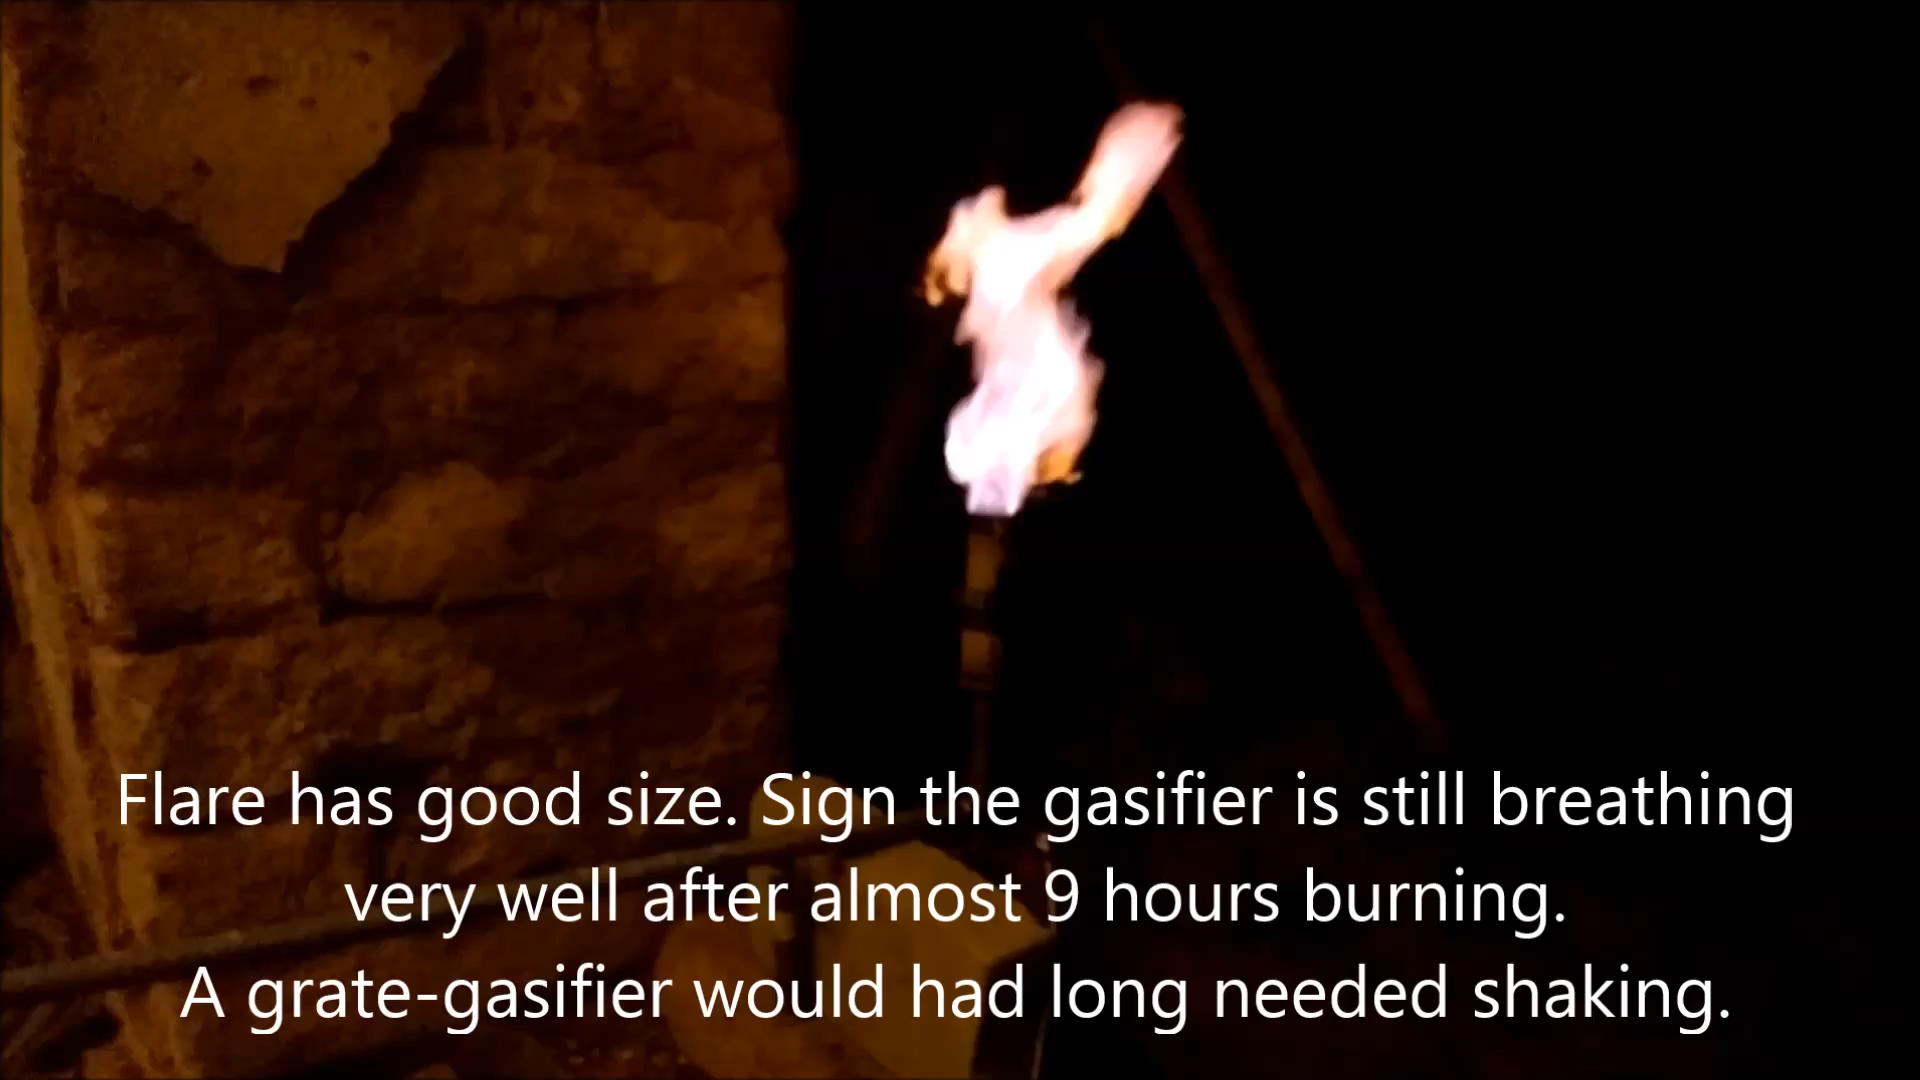 Flare has good size. Sign the gasifier is still breathing
very well after almost 9 hours burning.
A grate-gasifier would had long needed shaking.